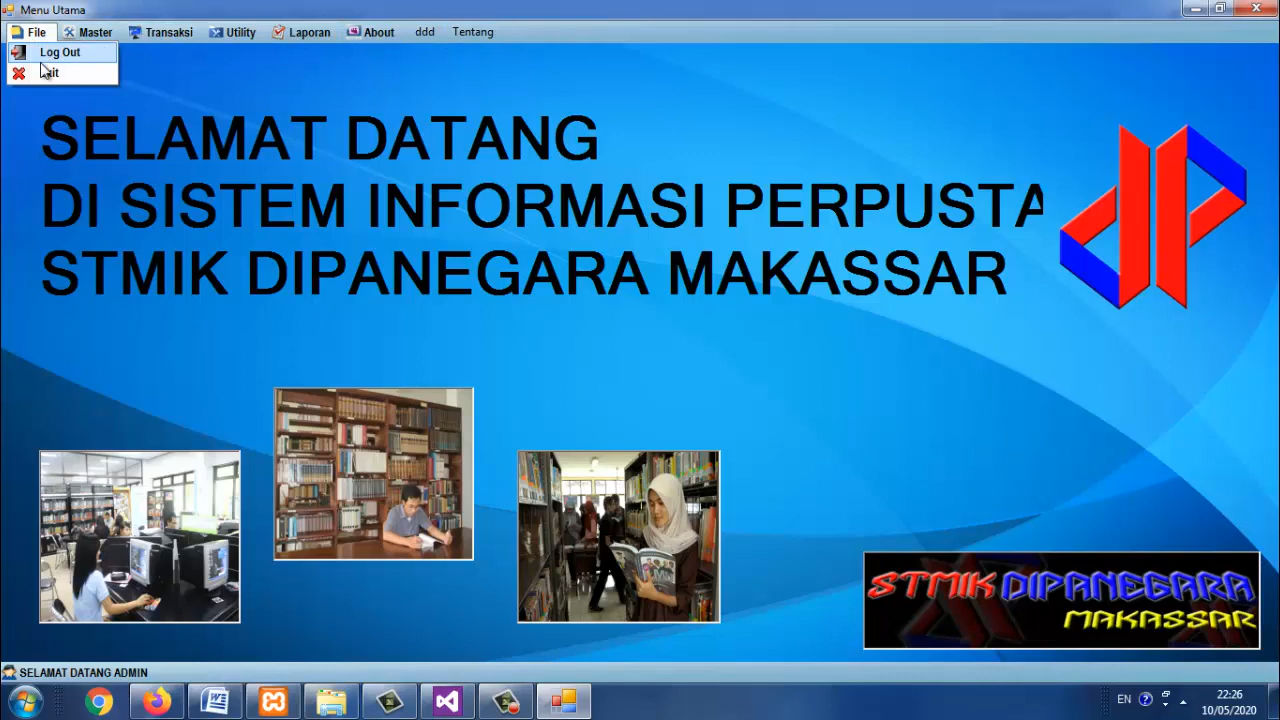 Menu Utama
File Master Transaksi Utility Laporan About ddd Tentang
Log Out
SELAMAT DATANG
DI SISTEM INFORMASI PERPUSTA
STMIK DIPANEGARA MAKASSAR
STMIK DIPANEGARA
MAKASSAR
SELAMAT DATANG ADMIN
EN
22:26
10/05/2020